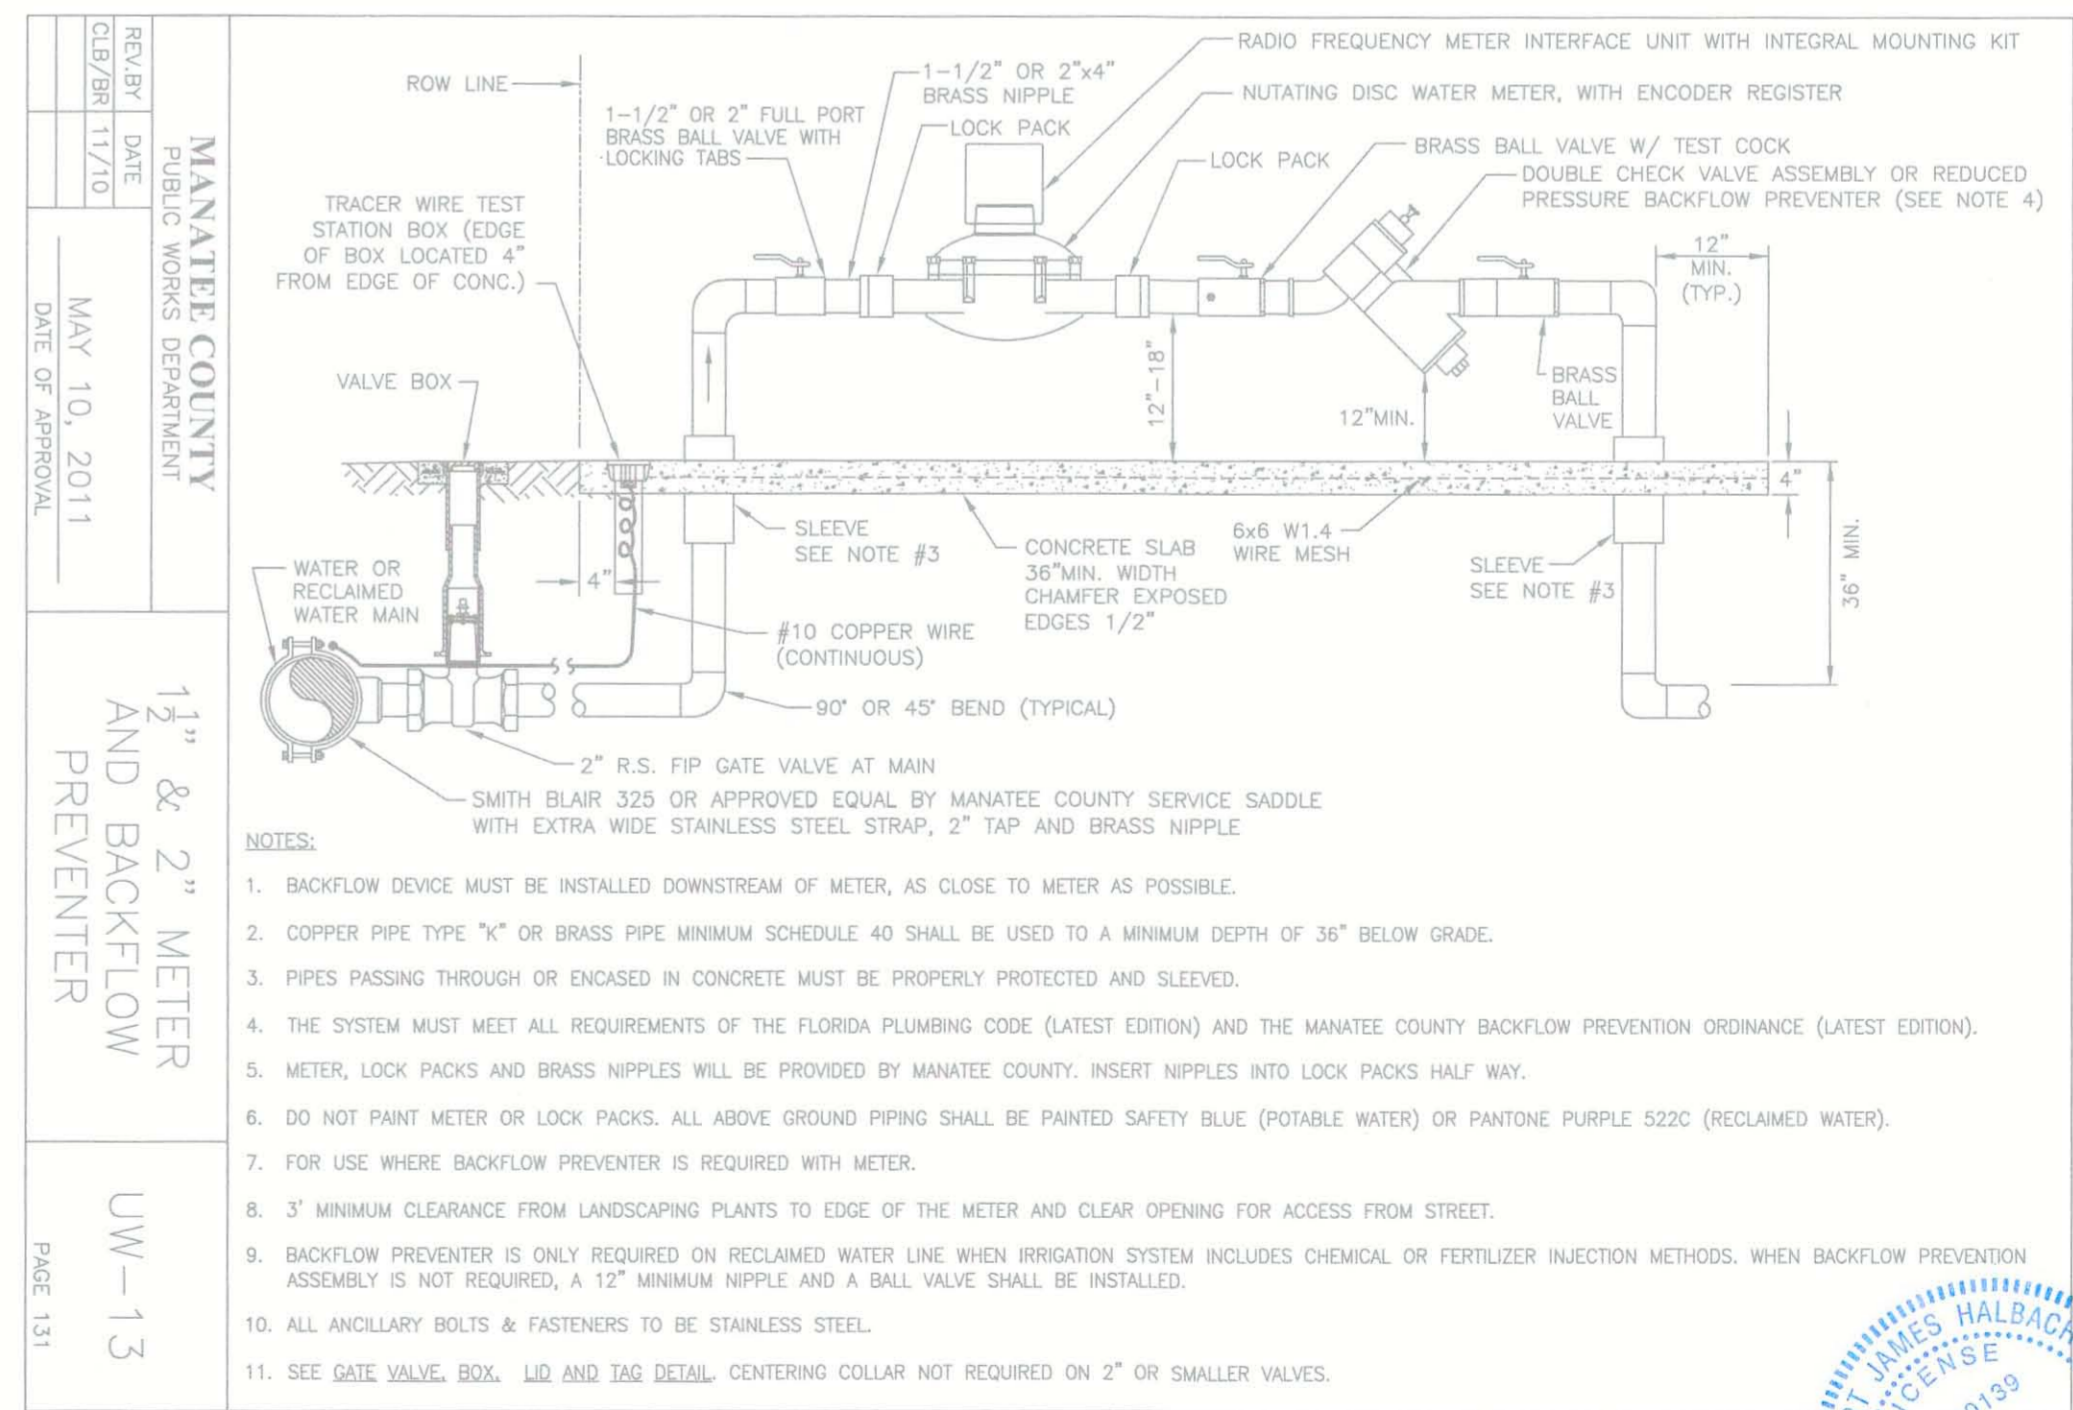 RADIO FREQUENCY METER INTERFACE UNIT WITH INTEGRAL MOUNTING KIT
ROW LINE
1-1/2" OR 2"x4"
BRASS NIPPLE
NUTATING DISC WATER METER, WITH ENCODER REGISTER
1-1/2" OR 2" FULL PORT
BRASS BALL VALVE WITH
LOCKING TABS
LOCK PACK
LOCK PACK
BRASS BALL VALVE W/ TEST COCK
DOUBLE CHECK VALVE ASSEMBLY OR REDUCED
PRESSURE BACKFLOW PREVENTER (SEE NOTE 4)
TRACER WIRE TEST
STATION BOX (EDGE
OF BOX LOCATED 4"
FROM EDGE OF CONC.)
12"
MIN.
(TYP.)
VALVE BOX
12"-18"
12"MIN.
BRASS
BALL
VALVE
4"
36" MIN.
SLEEVE
SEE NOTE #3
CONCRETE SLAB
36"MIN. WIDTH
CHAMFER EXPOSED
EDGES 1/2"
6x6 W1.4
WIRE MESH
SLEEVE
SEE NOTE #3
WATER OR
RECLAIMED
WATER MAIN
4"
#10 COPPER WIRE
(CONTINUOUS)
90° OR 45° BEND (TYPICAL)
2" R.S. FIP GATE VALVE AT MAIN
SMITH BLAIR 325 OR APPROVED EQUAL BY MANATEE COUNTY SERVICE SADDLE
WITH EXTRA WIDE STAINLESS STEEL STRAP, 2" TAP AND BRASS NIPPLE
NOTES:
1. BACKFLOW DEVICE MUST BE INSTALLED DOWNSTREAM OF METER, AS CLOSE TO METER AS POSSIBLE.
2. COPPER PIPE TYPE "K" OR BRASS PIPE MINIMUM SCHEDULE 40 SHALL BE USED TO A MINIMUM DEPTH OF 36" BELOW GRADE.
3. PIPES PASSING THROUGH OR ENCASED IN CONCRETE MUST BE PROPERLY PROTECTED AND SLEEVED.
4. THE SYSTEM MUST MEET ALL REQUIREMENTS OF THE FLORIDA PLUMBING CODE (LATEST EDITION) AND THE MANATEE COUNTY BACKFLOW PREVENTION ORDINANCE (LATEST EDITION).
5. METER, LOCK PACKS AND BRASS NIPPLES WILL BE PROVIDED BY MANATEE COUNTY. INSERT NIPPLES INTO LOCK PACKS HALF WAY.
6. DO NOT PAINT METER OR LOCK PACKS. ALL ABOVE GROUND PIPING SHALL BE PAINTED SAFETY BLUE (POTABLE WATER) OR PANTONE PURPLE 522C (RECLAIMED WATER).
7. FOR USE WHERE BACKFLOW PREVENTER IS REQUIRED WITH METER.
8. 3' MINIMUM CLEARANCE FROM LANDSCAPING PLANTS TO EDGE OF THE METER AND CLEAR OPENING FOR ACCESS FROM STREET.
9. BACKFLOW PREVENTER IS ONLY REQUIRED ON RECLAIMED WATER LINE WHEN IRRIGATION SYSTEM INCLUDES CHEMICAL OR FERTILIZER INJECTION METHODS. WHEN BACKFLOW PREVENTION
ASSEMBLY IS NOT REQUIRED, A 12" MINIMUM NIPPLE AND A BALL VALVE SHALL BE INSTALLED.
10. ALL ANCILLARY BOLTS & FASTENERS TO BE STAINLESS STEEL.
11. SEE GATE VALVE, BOX, LID AND TAG DETAIL. CENTERING COLLAR NOT REQUIRED ON 2" OR SMALLER VALVES.
MANATEE COUNTY
PUBLIC WORKS DEPARTMENT
REV.BY DATE
CLB/BR 11/10
MAY 10, 2011
DATE OF APPROVAL
1½" & 2" METER
AND BACKFLOW
PREVENTER
UW-13
PAGE 131
JAMES HALBACH